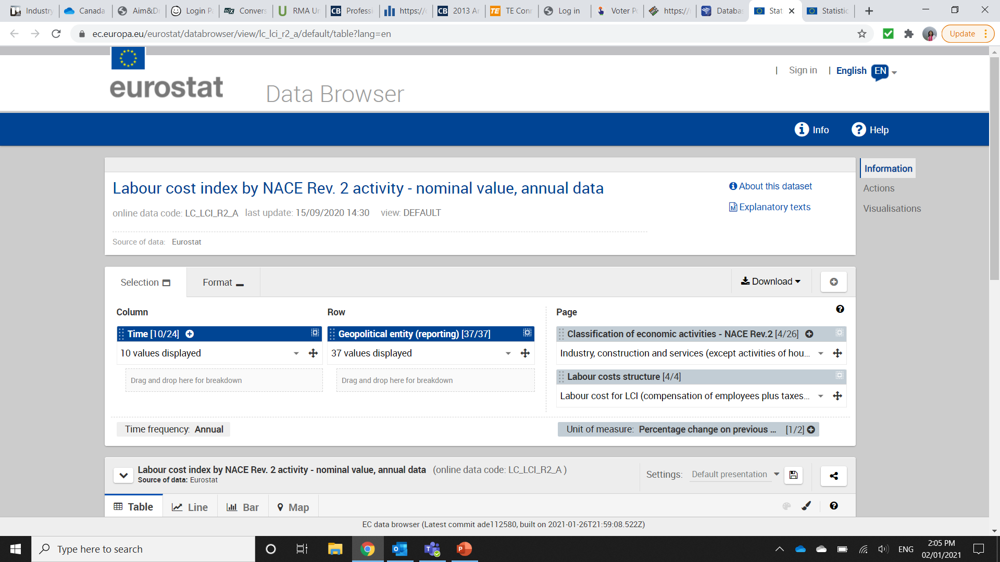 Industry
Canada
Aim&Dr
Login Pa
Convers
RMA Un
CB Professi
https://
CB 2013 A
TE TE Conn
Log in
Voter Po
https://
Databas
Stat
Statistic
ec.europa.eu/eurostat/databrowser/view/lc_lci_r2_a/default/table?lang=en
Update
eurostat
Data Browser
Sign in
English EN
Info
Help
Labour cost index by NACE Rev. 2 activity - nominal value, annual data
online data code: LC_LCI_R2_A last update: 15/09/2020 14:30 view: DEFAULT
Source of data: Eurostat
About this dataset
Explanatory texts
Information
Actions
Visualisations
Selection
Format
Download
Column
Row
Page
Time [10/24]
Geopolitical entity (reporting) [37/37]
Classification of economic activities - NACE Rev.2 [4/26]
10 values displayed
37 values displayed
Industry, construction and services (except activities of hou...
Drag and drop here for breakdown
Drag and drop here for breakdown
Labour costs structure [4/4]
Labour cost for LCI (compensation of employees plus taxes...
Time frequency: Annual
Unit of measure: Percentage change on previous ... [1/2]
Labour cost index by NACE Rev. 2 activity - nominal value, annual data (online data code: LC_LCI_R2_A )
Source of data: Eurostat
Settings: Default presentation
Table
Line
Bar
Map
EC data browser (Latest commit ade112580, built on 2021-01-26T21:59:08.522Z)
Type here to search
ENG
2:05 PM
02/01/2021